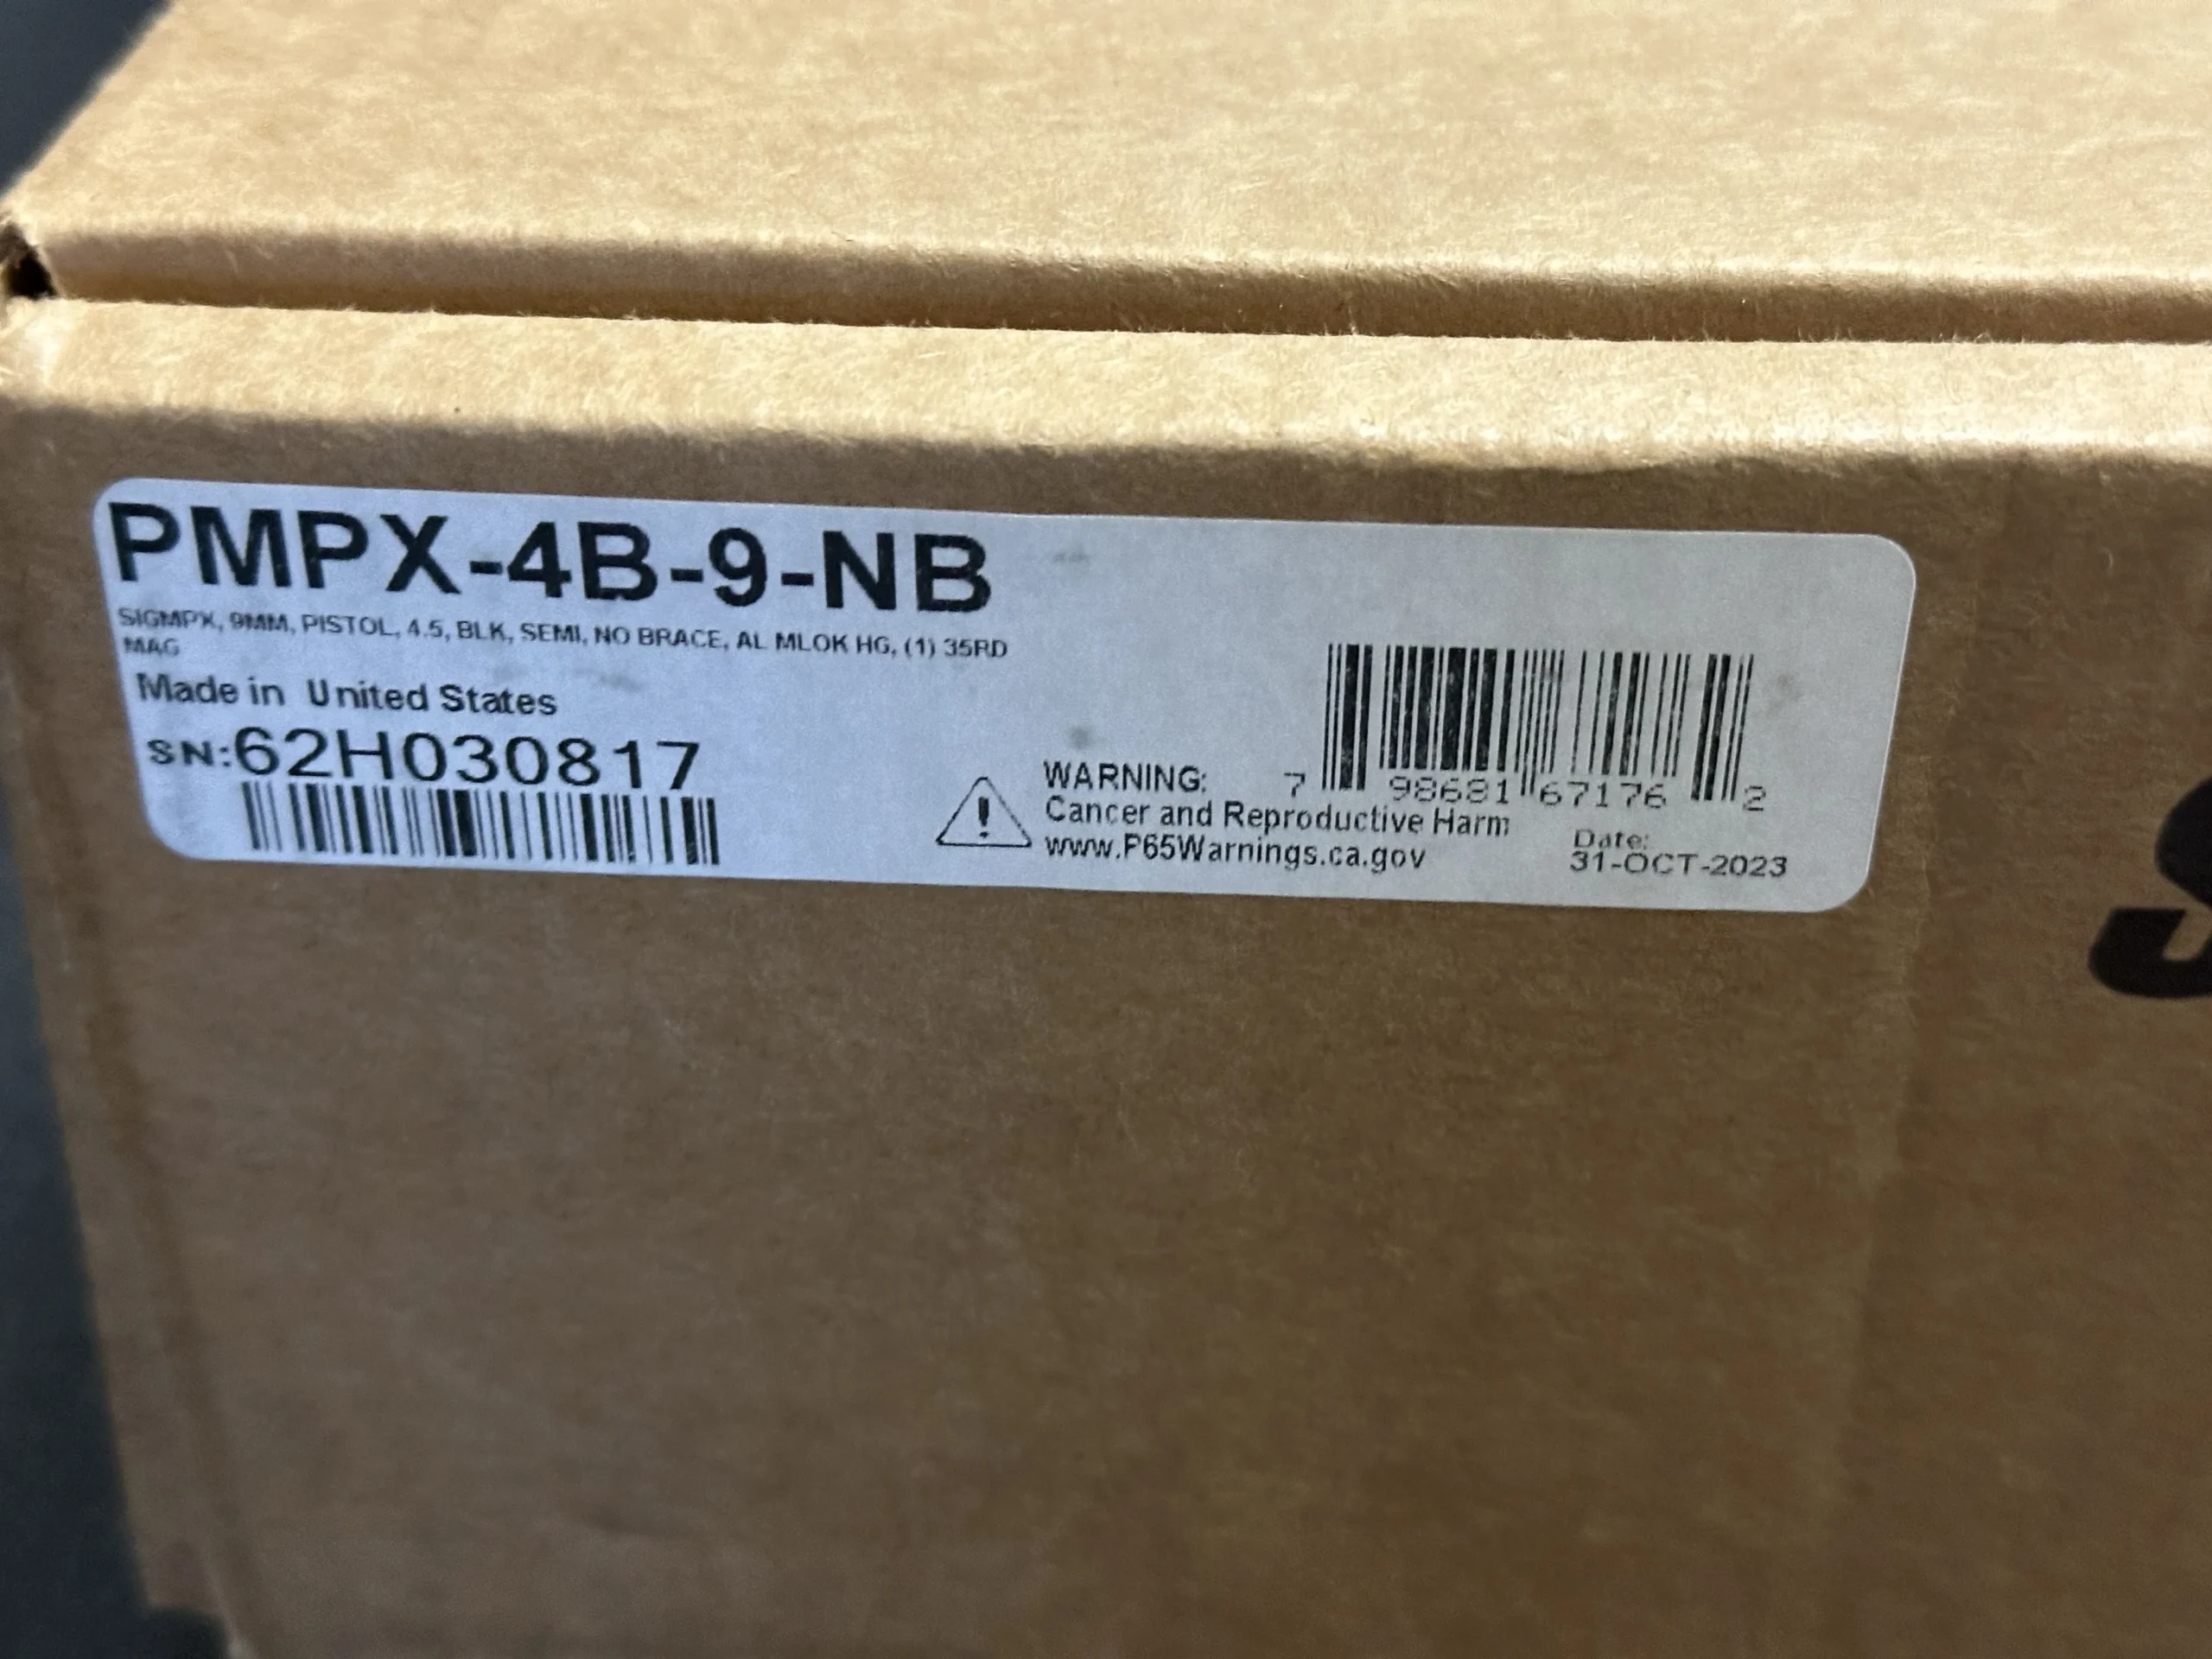 PMPX-4B-9-NB
SIGMPX, 9MM, PISTOL, 4.5, BLK, SEMI, NO BRACE, AL MLOK HG, (1) 35RD
MAG
Made in United States
SN:62H030817
7 98681 67176 2
WARNING:
Cancer and Reproductive Harm
www.P65Warnings.ca.gov
Date:
31-OCT-2023
S